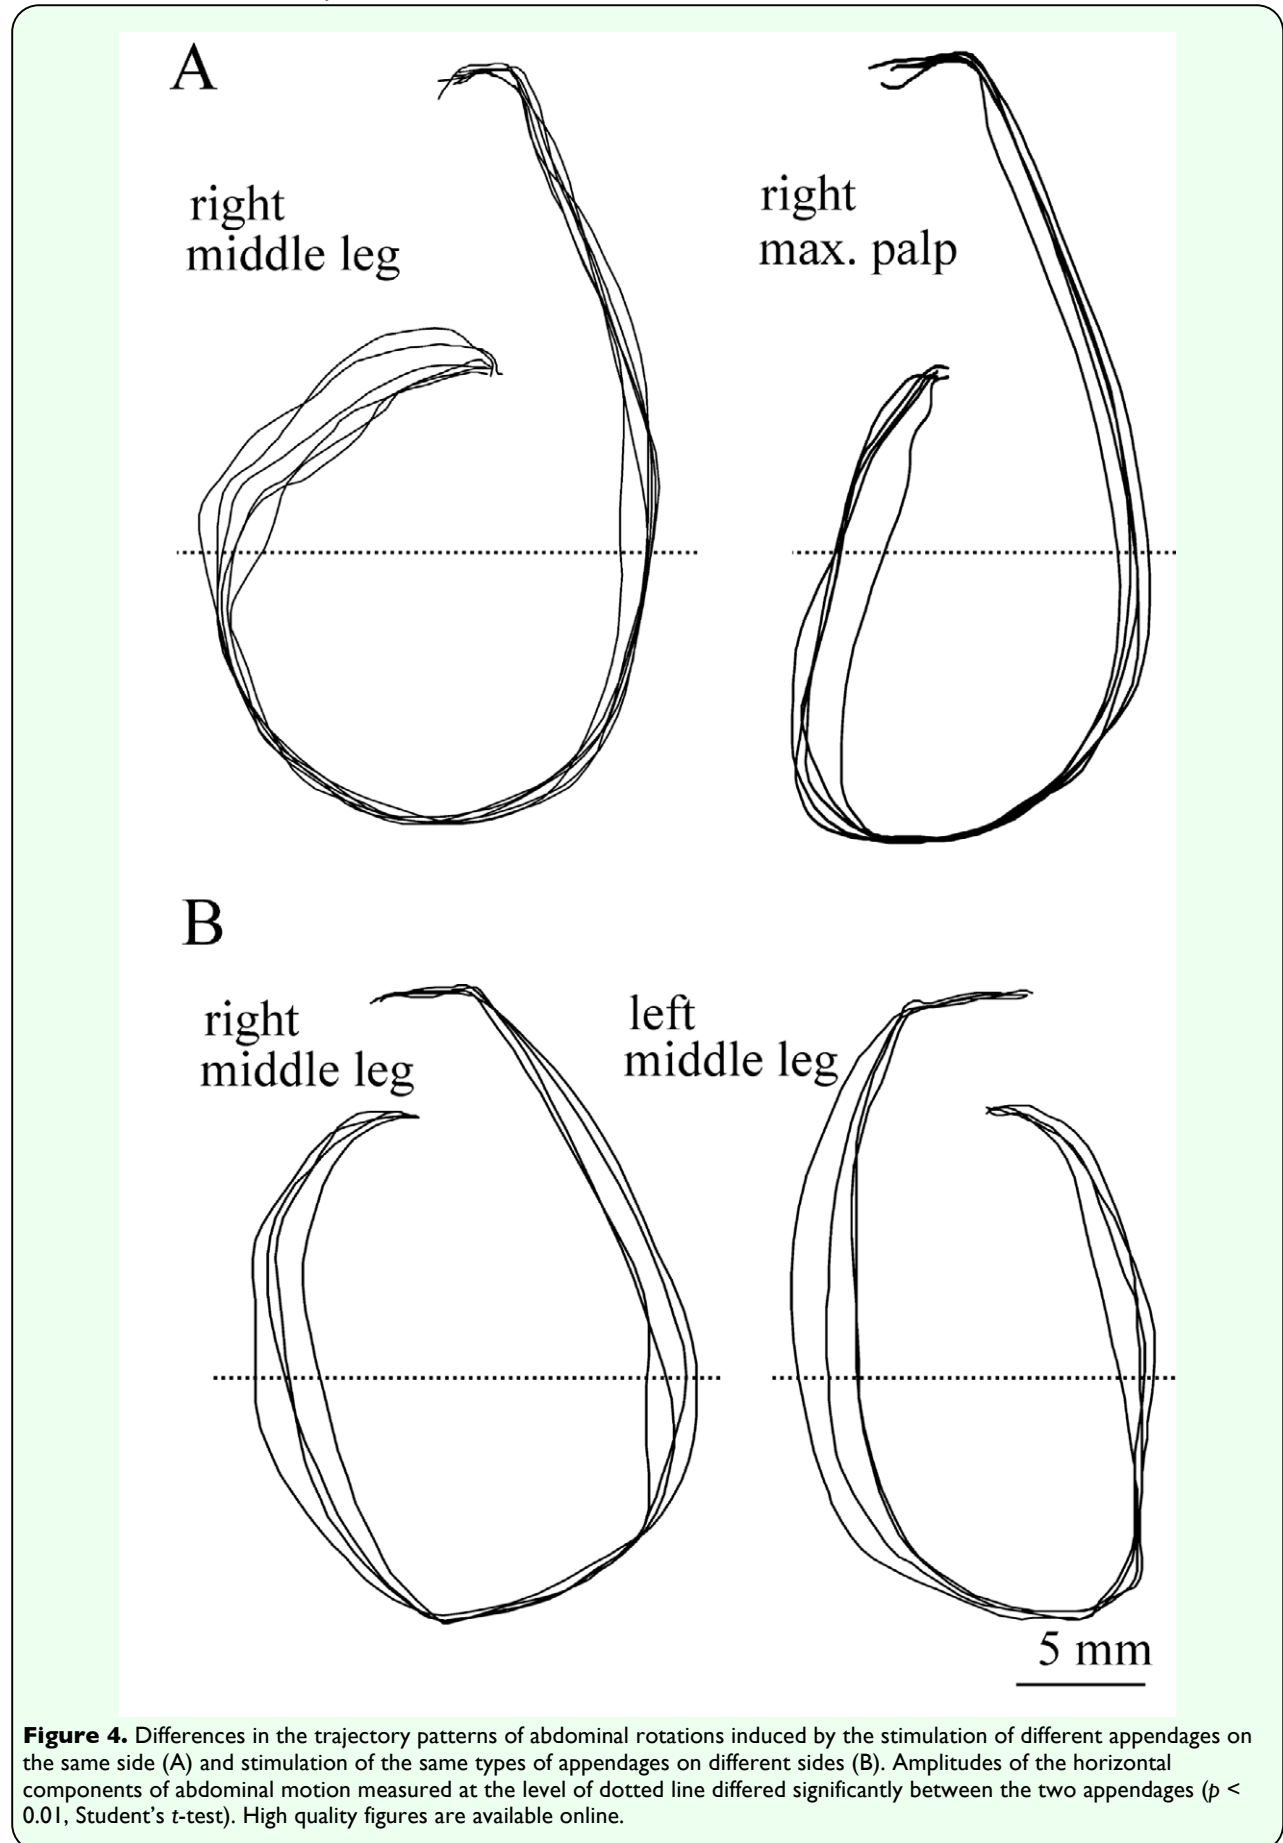 A
right
middle leg
right
max. palp
B
right
middle leg
left
middle leg
5 mm
Figure 4. Differences in the trajectory patterns of abdominal rotations induced by the stimulation of different appendages on
the same side (A) and stimulation of the same types of appendages on different sides (B). Amplitudes of the horizontal
components of abdominal motion measured at the level of dotted line differed significantly between the two appendages (p <
0.01, Student's t-test). High quality figures are available online.